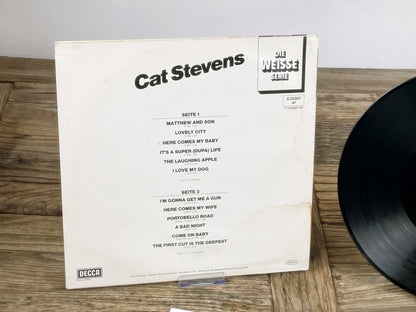 Cat Stevens
DIE
WEISSE
SERIE
SEITE 1
MATTHEW AND SON
LOVELY CITY
HERE COMES MY BABY
IT'S A SUPER (DUPA) LIFE
THE LAUGHING APPLE
I LOVE MY DOG
SEITE 2
I'M GONNA GET ME A GUN
HERE COMES MY WIFE
PORTOBELLO ROAD
A BAD NIGHT
COME ON BABY
THE FIRST CUT IS THE DEEPEST
DECCA